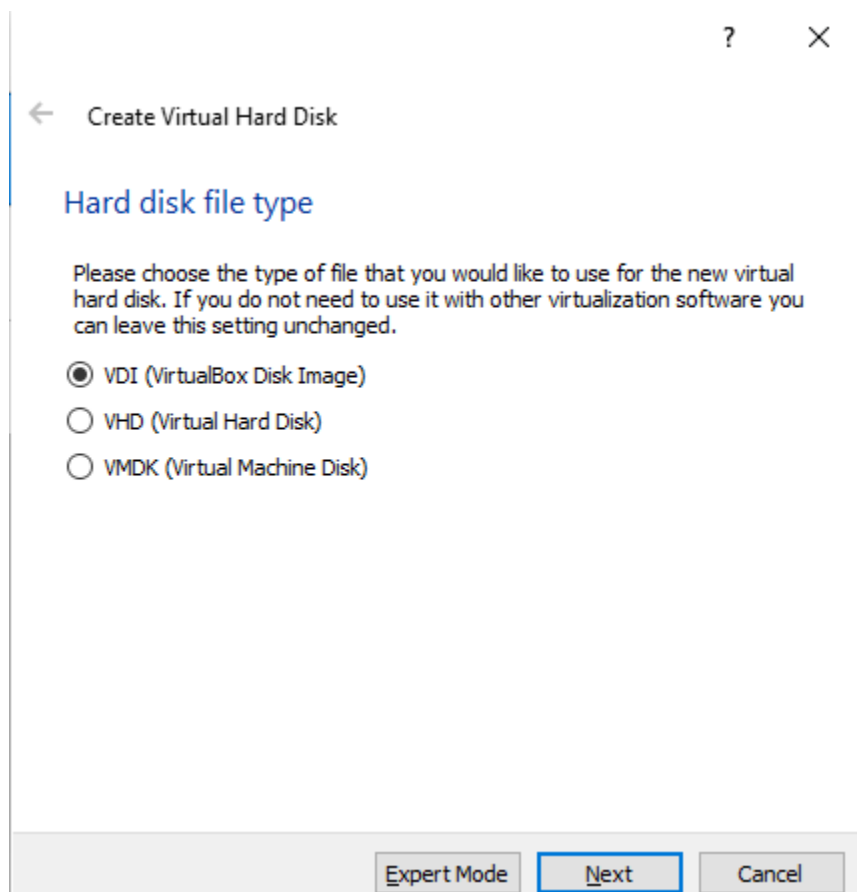 ?
Create Virtual Hard Disk
Hard disk file type
Please choose the type of file that you would like to use for the new virtual
hard disk. If you do not need to use it with other virtualization software you
can leave this setting unchanged.
VDI (VirtualBox Disk Image)
VHD (Virtual Hard Disk)
VMDK (Virtual Machine Disk)
Expert Mode Next Cancel